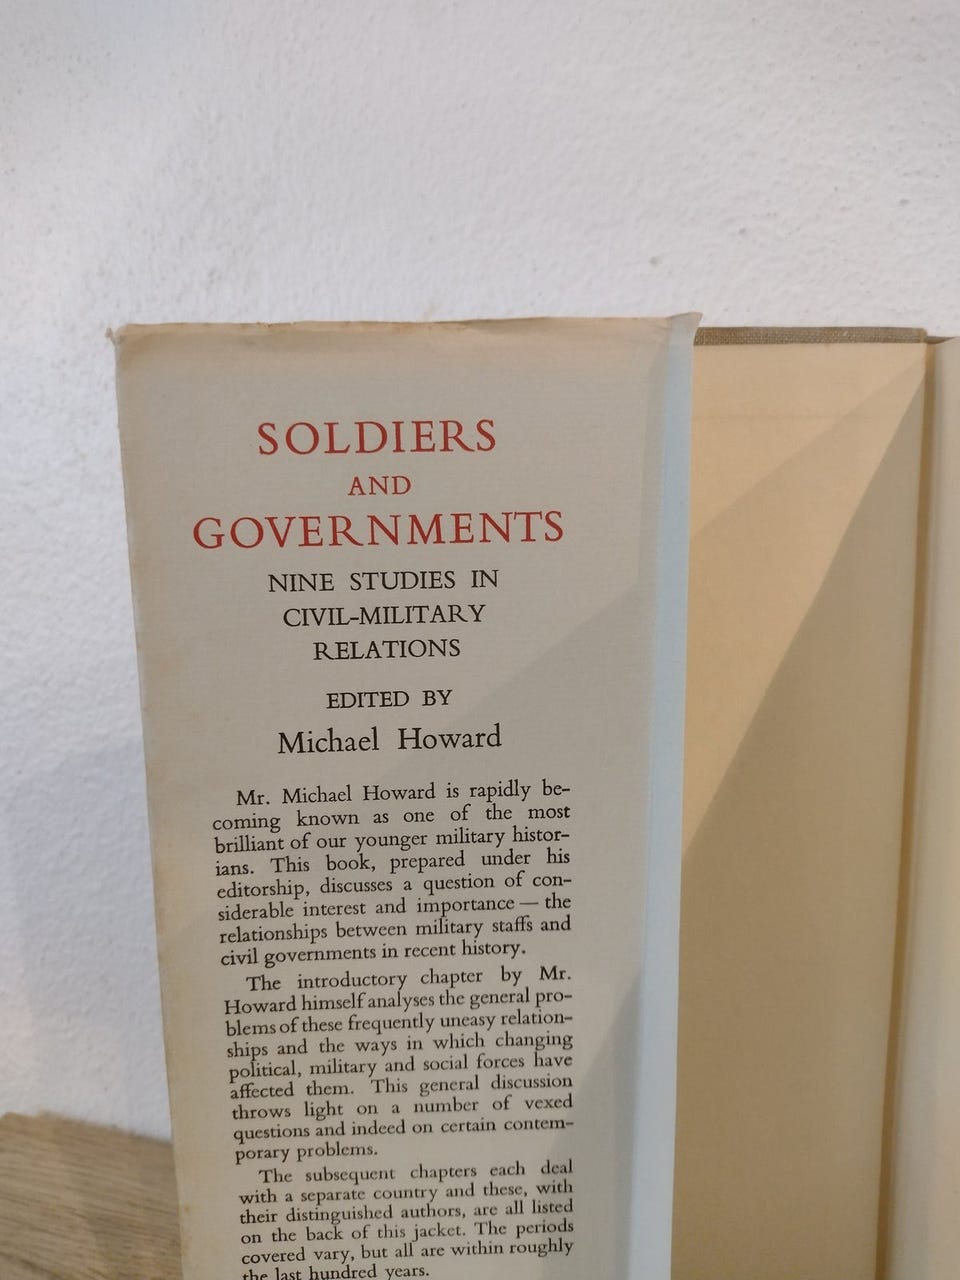 SOLDIERS
AND
GOVERNMENTS
NINE STUDIES IN
CIVIL-MILITARY
RELATIONS
EDITED BY
Michael Howard
Mr. Michael Howard is rapidly be-
coming known as one of the most
brilliant of our younger military histor-
ians. This book, prepared under his
editorship, discusses a question of con-
siderable interest and importance — the
relationships between military staffs and
civil governments in recent history.
The introductory chapter by Mr.
Howard himself analyses the general pro-
blems of these frequently uneasy relation-
ships and the ways in which changing
political, military and social forces have
affected them. This general discussion
throws light on a number of vexed
questions and indeed on certain contem-
porary problems.
The subsequent chapters each deal
with a separate country and these, with
their distinguished authors, are all listed
on the back of this jacket. The periods
covered vary, but all are within roughly
the last hundred years.